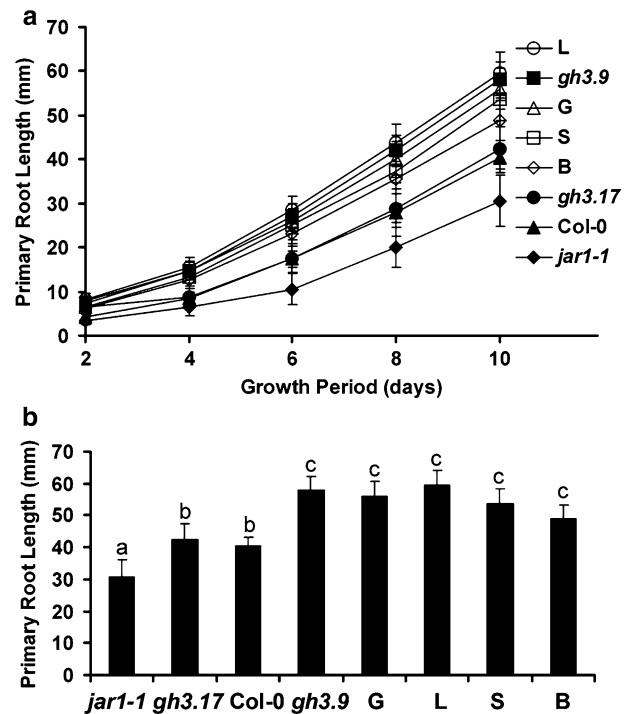 a
Primary Root Length (mm)
70
60
50
40
30
20
10
0
2 4 6 8 10
Growth Period (days)
L
gh3.9
G
S
B
gh3.17
Col-0
jar1-1
b
Primary Root Length (mm)
70
60
50
40
30
20
10
0
a b b c c c c c
jar1-1 gh3.17 Col-0 gh3.9 G L S B